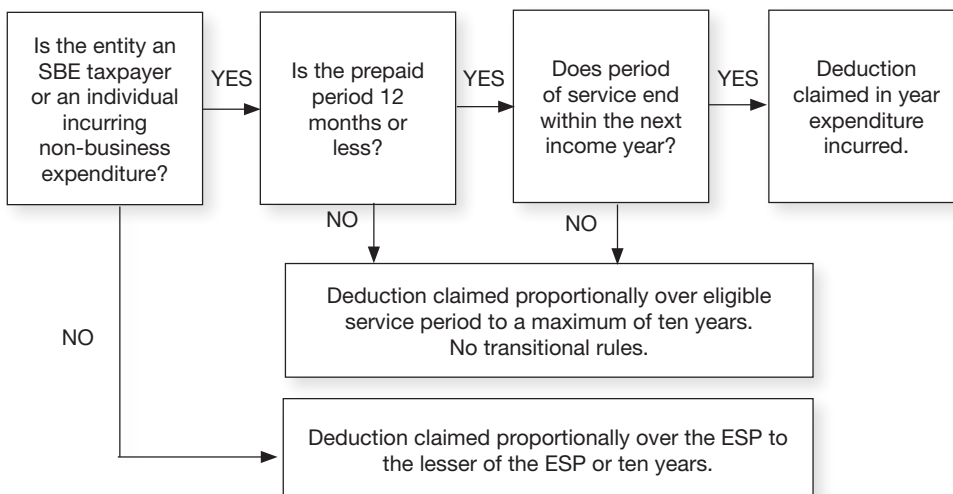 Is the entity an
SBE taxpayer
or an individual
incurring
non-business
expenditure?
YES
Is the prepaid
period 12
months or
less?
YES
Does period
of service end
within the next
income year?
YES
Deduction
claimed in year
expenditure
incurred.
NO
NO
Deduction claimed proportionally over eligible
service period to a maximum of ten years.
No transitional rules.
NO
Deduction claimed proportionally over the ESP to
the lesser of the ESP or ten years.